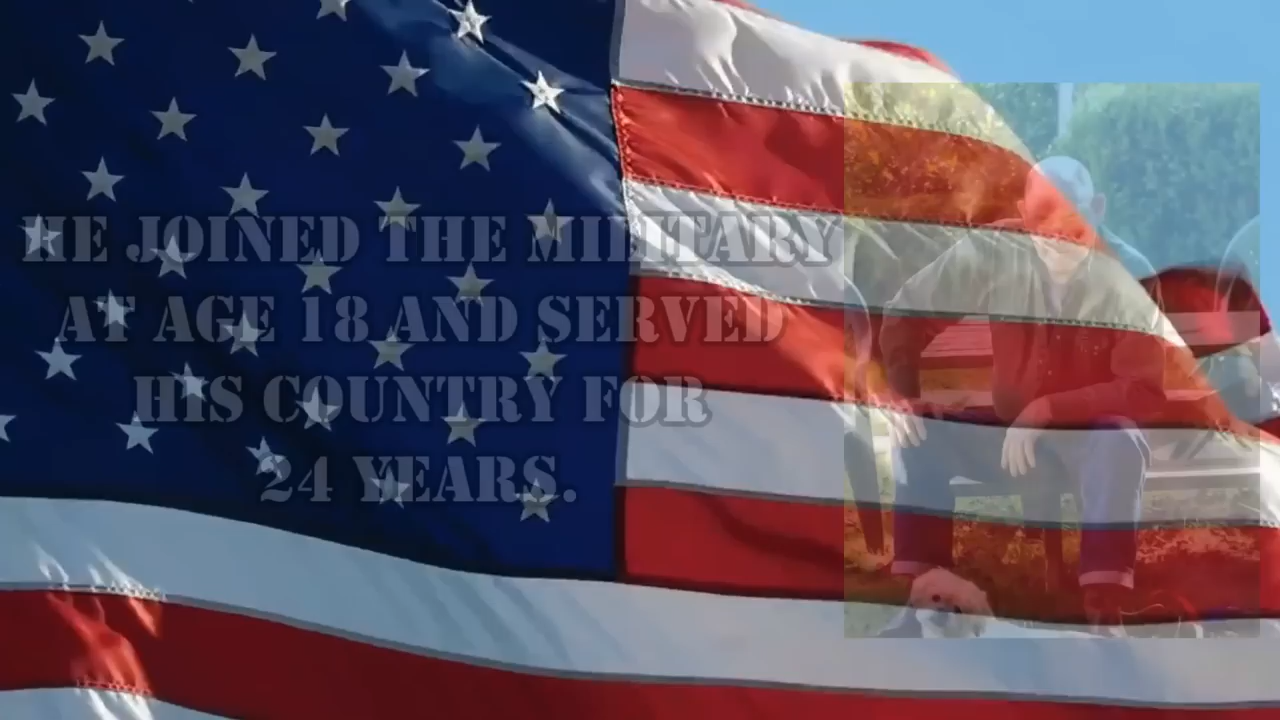 HE JOINED THE MILITARY
AT AGE 18 AND SERVED
HIS COUNTRY FOR
24 YEARS.